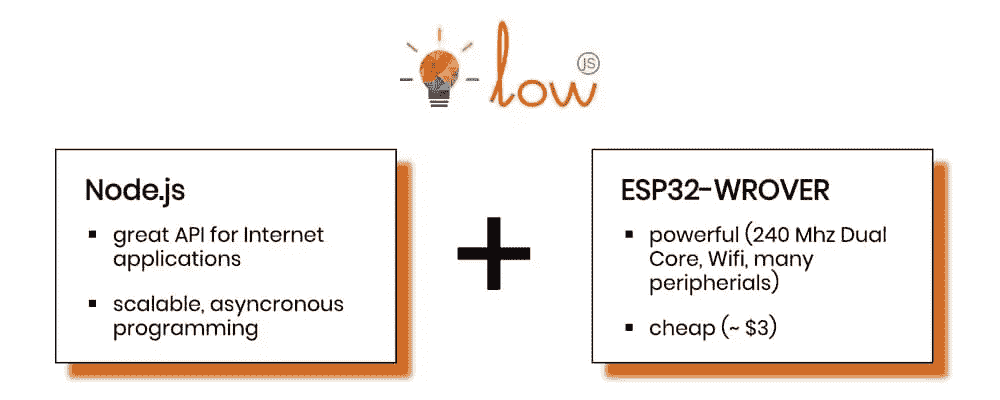 low JS
Node.js
▪ great API for Internet
applications
▪ scalable, asyncronous
programming
+
ESP32-WROVER
▪ powerful (240 Mhz Dual
Core, Wifi, many
peripherials)
▪ cheap (~ $3)